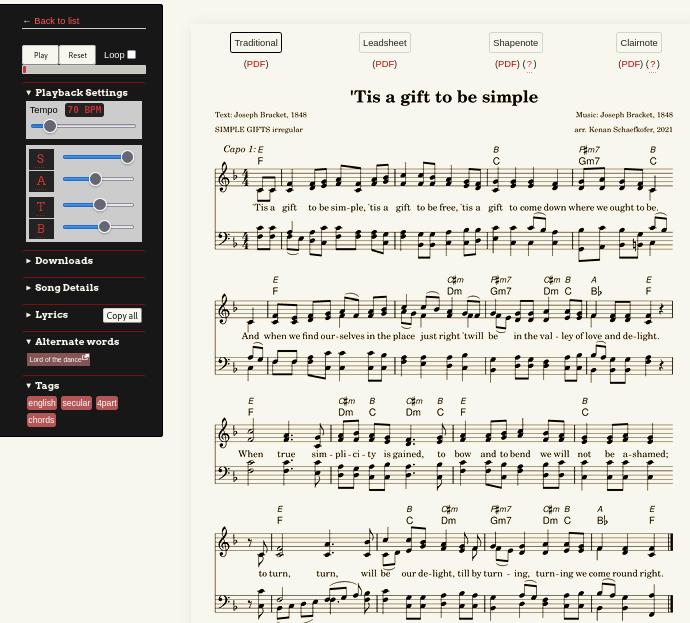 ← Back to list
Play Reset Loop
▾ Playback Settings
Tempo 70 BPM
S
A
T
B
▸ Downloads
▸ Song Details
▸ Lyrics Copy all
▾ Alternate words
Lord of the dance
▾ Tags
english secular 4part
chords
Traditional Leadsheet Shapenote Clairnote
(PDF) (PDF) (PDF) (?) (PDF) (?)
'Tis a gift to be simple
Text: Joseph Bracket, 1848 Music: Joseph Bracket, 1848
SIMPLE GIFTS irregular arr. Kenan Schaefkofer, 2021
Capo 1: E B F♯m7 B
F C Gm7 C
'Tis a gift to be sim-ple, 'tis a gift to be free, 'tis a gift to come down where we ought to be,
E C♯m F♯m7 C♯m B A E
F Dm Gm7 Dm C B♭ F
And when we find our-selves in the place just right 'twill be in the val-ley of love and de-light.
E C♯m B C♯m E B
F Dm C Dm F C
When true sim-pli-ci-ty is gained, to bow and to bend we will not be a-shamed;
E B C♯m F♯m7 C♯m B A E
F C Dm Gm7 Dm C B♭ F
to turn, turn, will be our de-light, till by turn-ing, turn-ing we come round right.